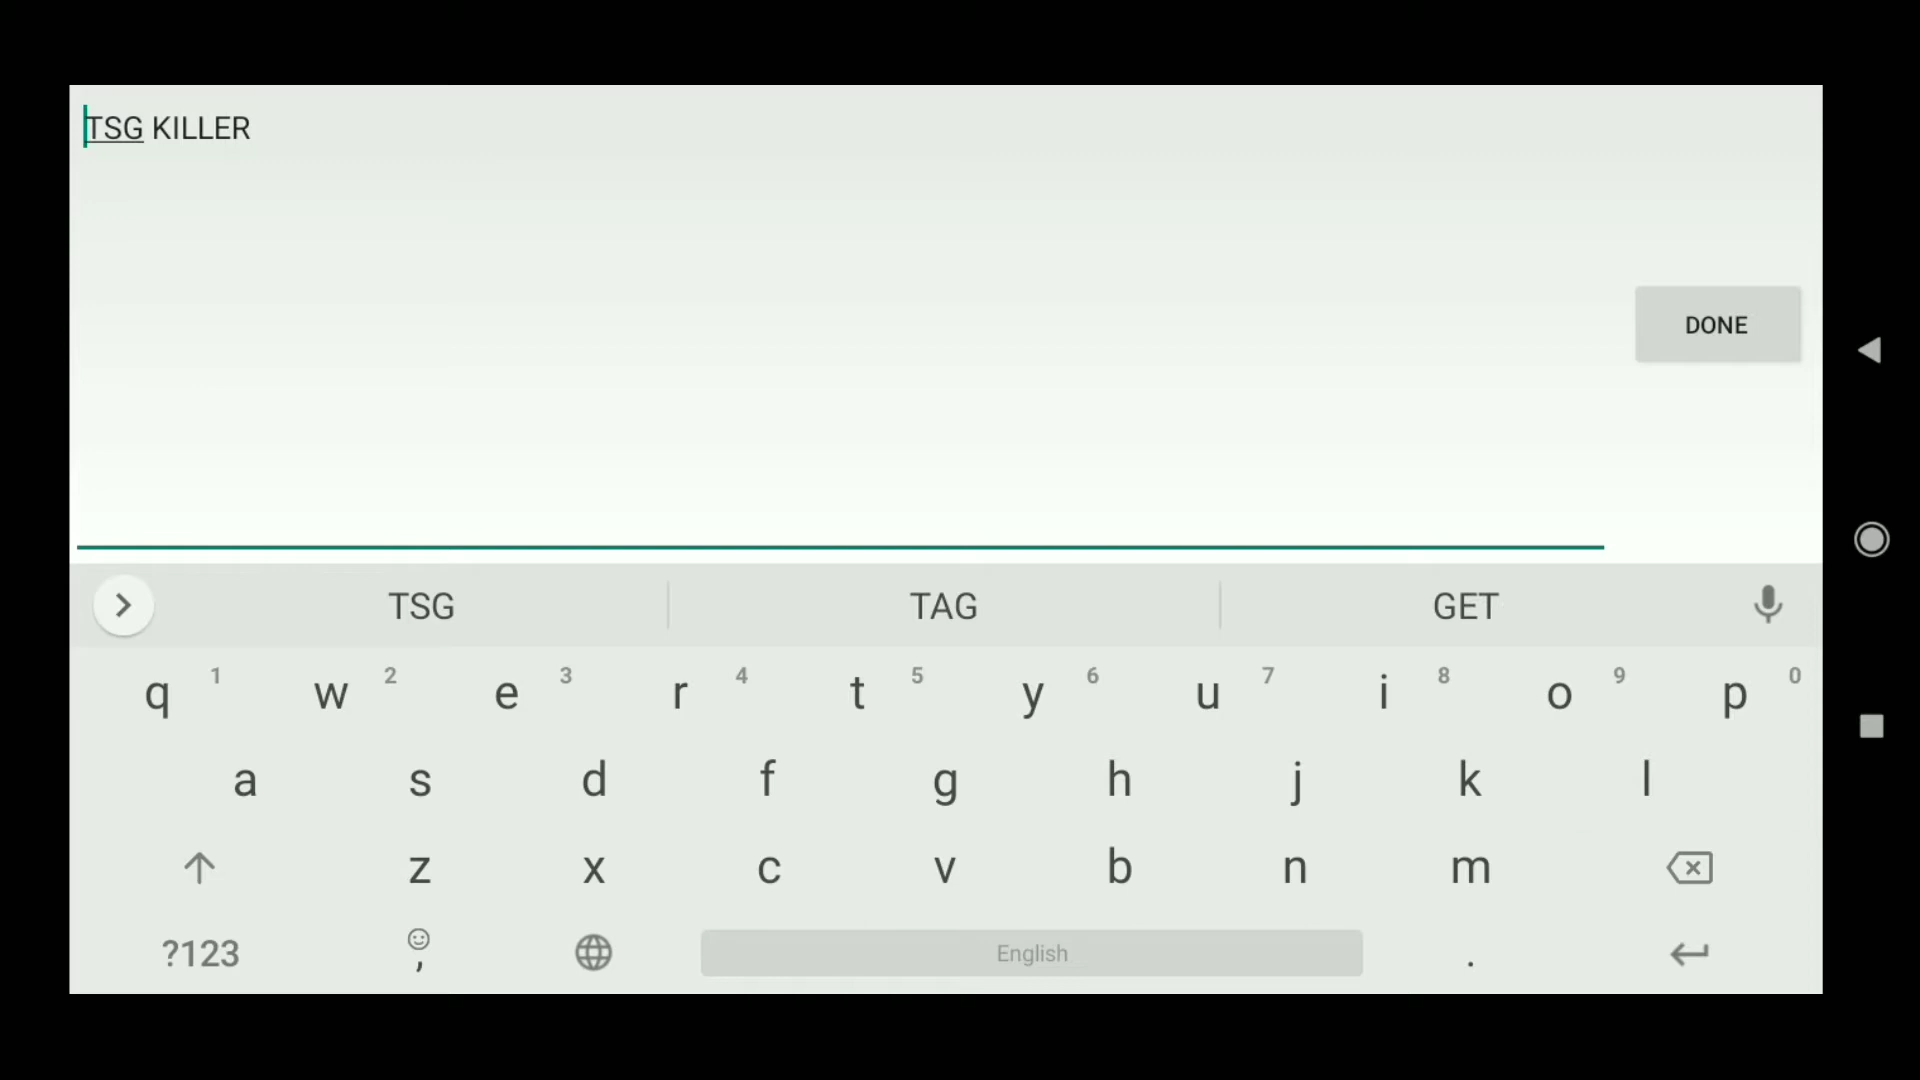 TSG KILLER
DONE
TSG TAG GET
q 1 w 2 e 3 r 4 t 5 y 6 u 7 i 8 o 9 p 0
a s d f g h j k l
z x c v b n m
?123 , English .